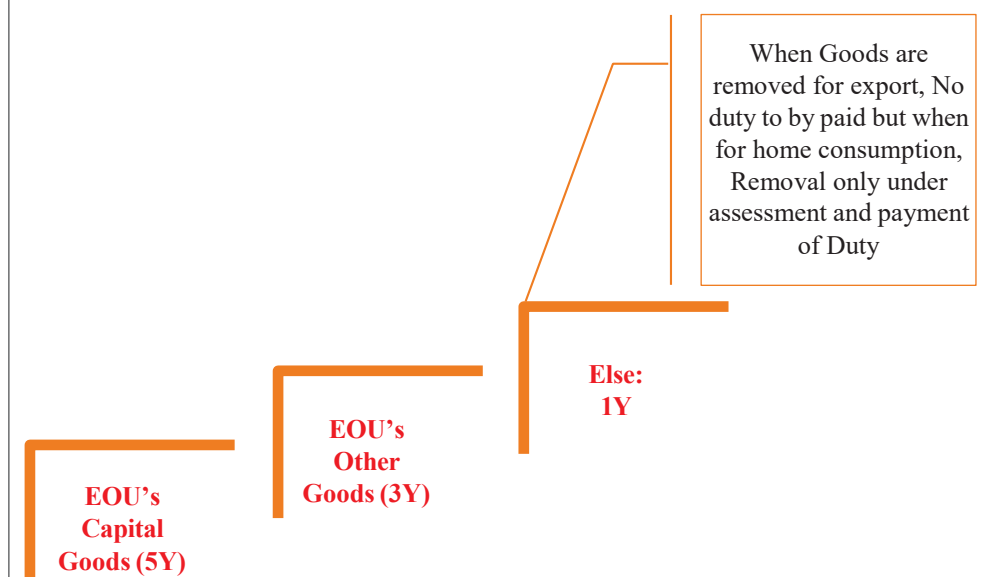 When Goods are
removed for export, No
duty to by paid but when
for home consumption,
Removal only under
assessment and payment
of Duty
Else:
1Y
EOU’s
Other
Goods (3Y)
EOU’s
Capital
Goods (5Y)